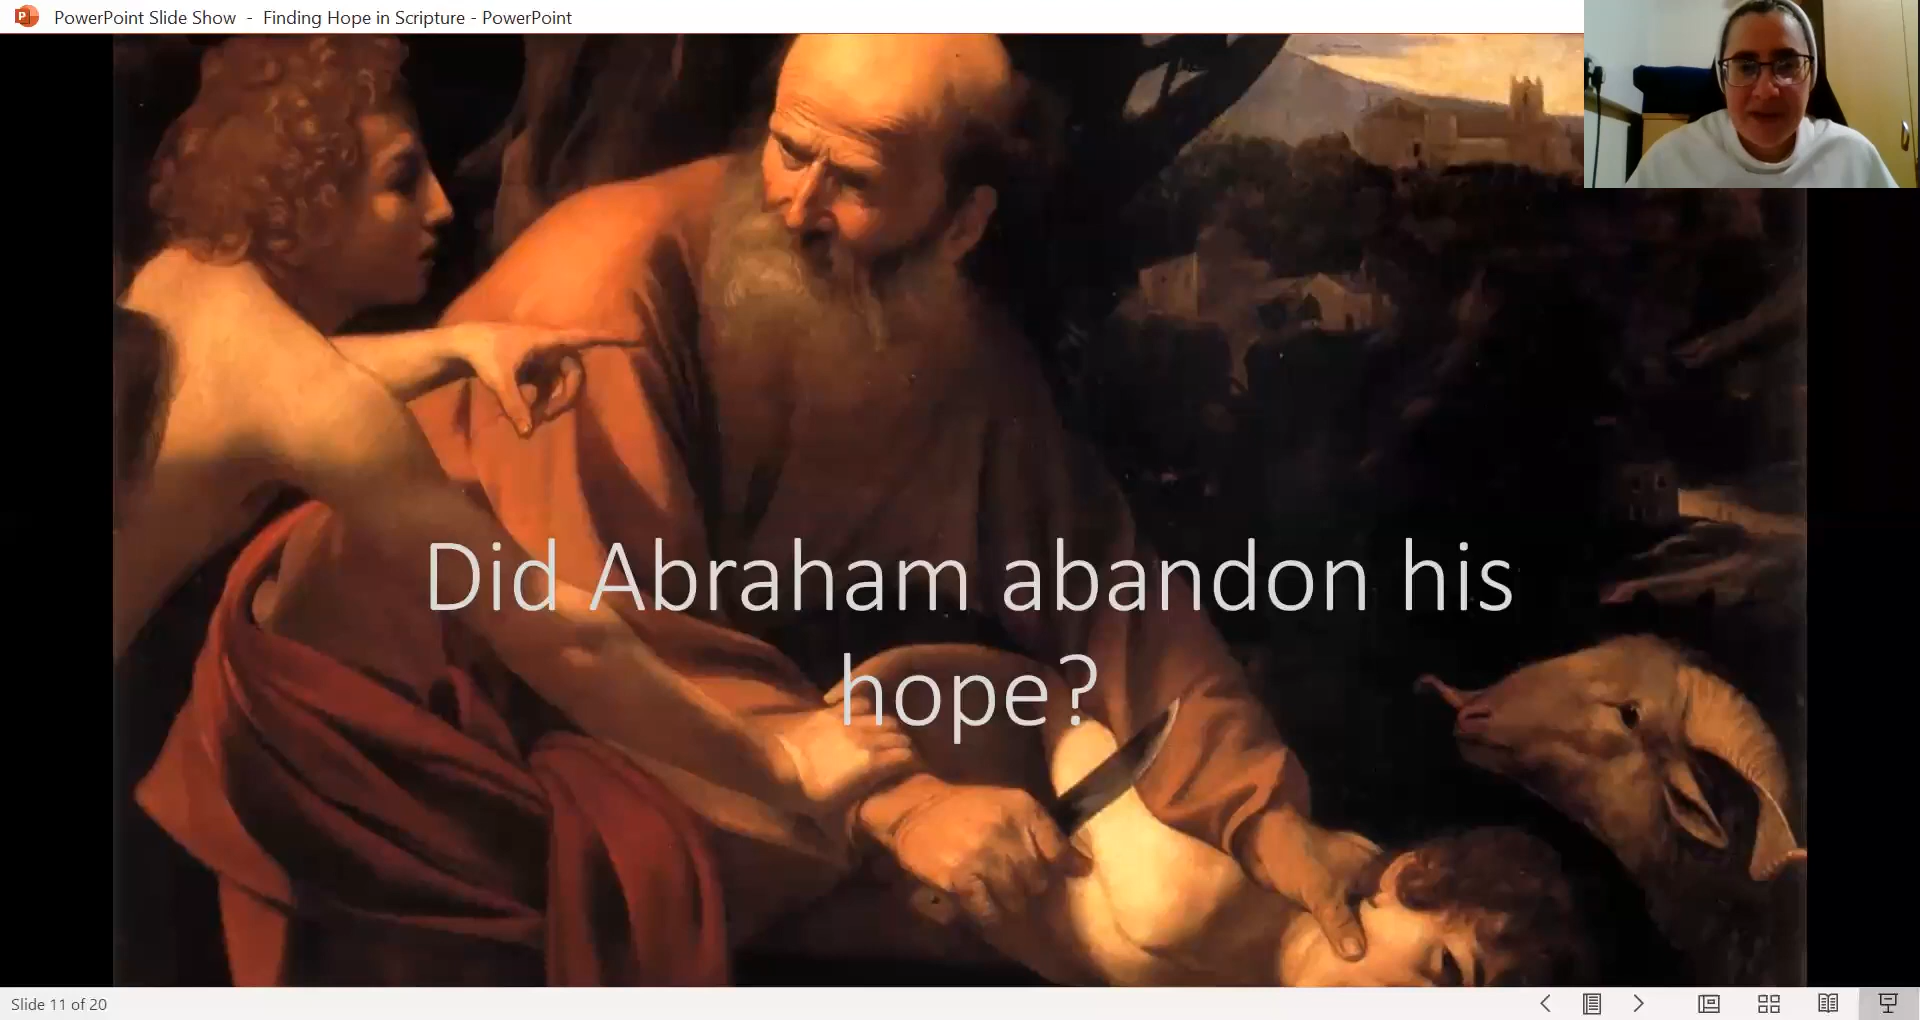 PowerPoint Slide Show - Finding Hope in Scripture - PowerPoint
Did Abraham abandon his
hope?
Slide 11 of 20